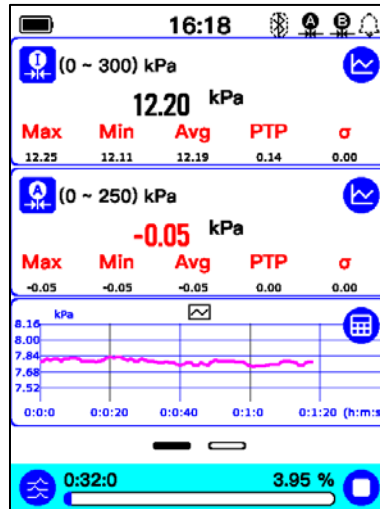 16:18 A B
I (0 ~ 300) kPa
12.20 kPa
Max Min Avg PTP σ
12.25 12.11 12.19 0.14 0.00
A (0 ~ 250) kPa
-0.05 kPa
Max Min Avg PTP σ
-0.05 -0.05 -0.05 0.00 0.00
kPa
8.16
8.00
7.84
7.68
7.52
0:0:0 0:0:20 0:0:40 0:1:0 0:1:20 (h:m:s
0:32:0 3.95 %